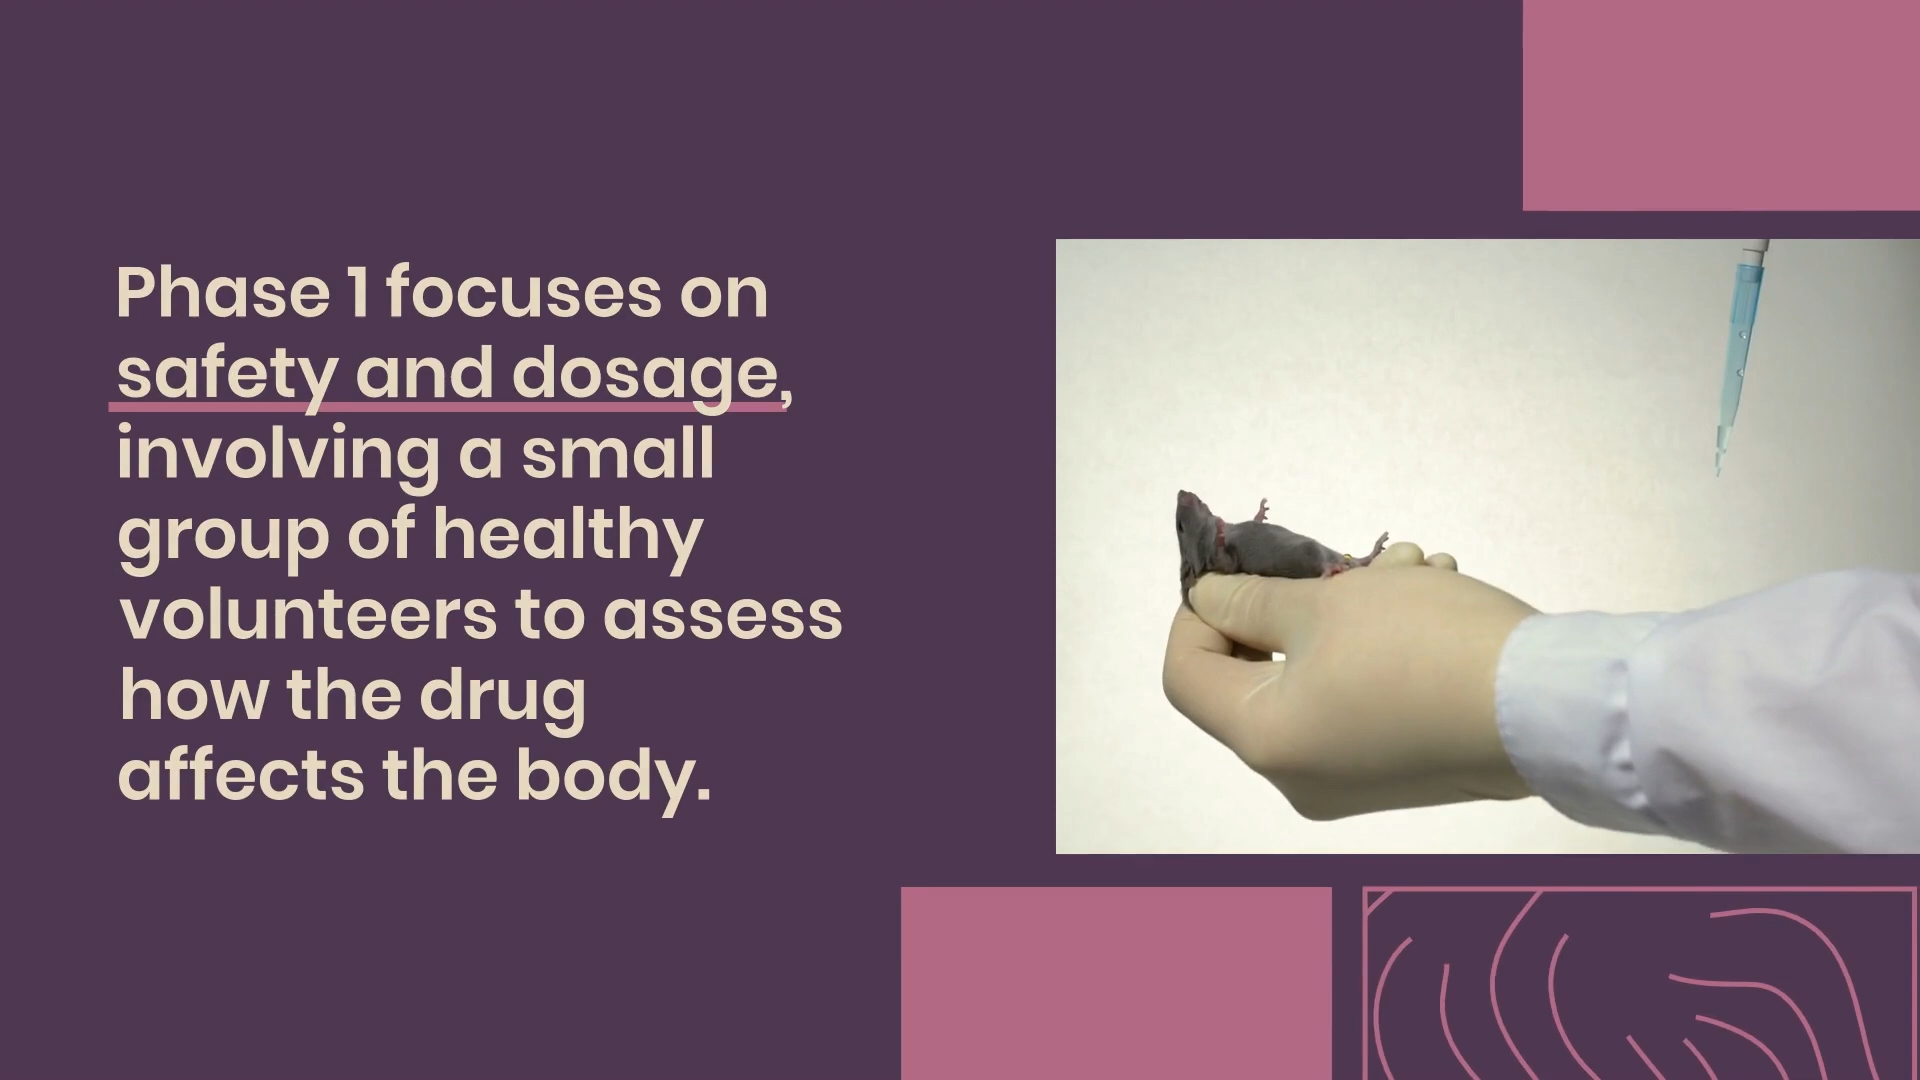 Phase 1 focuses on
safety and dosage,
involving a small
group of healthy
volunteers to assess
how the drug
affects the body.